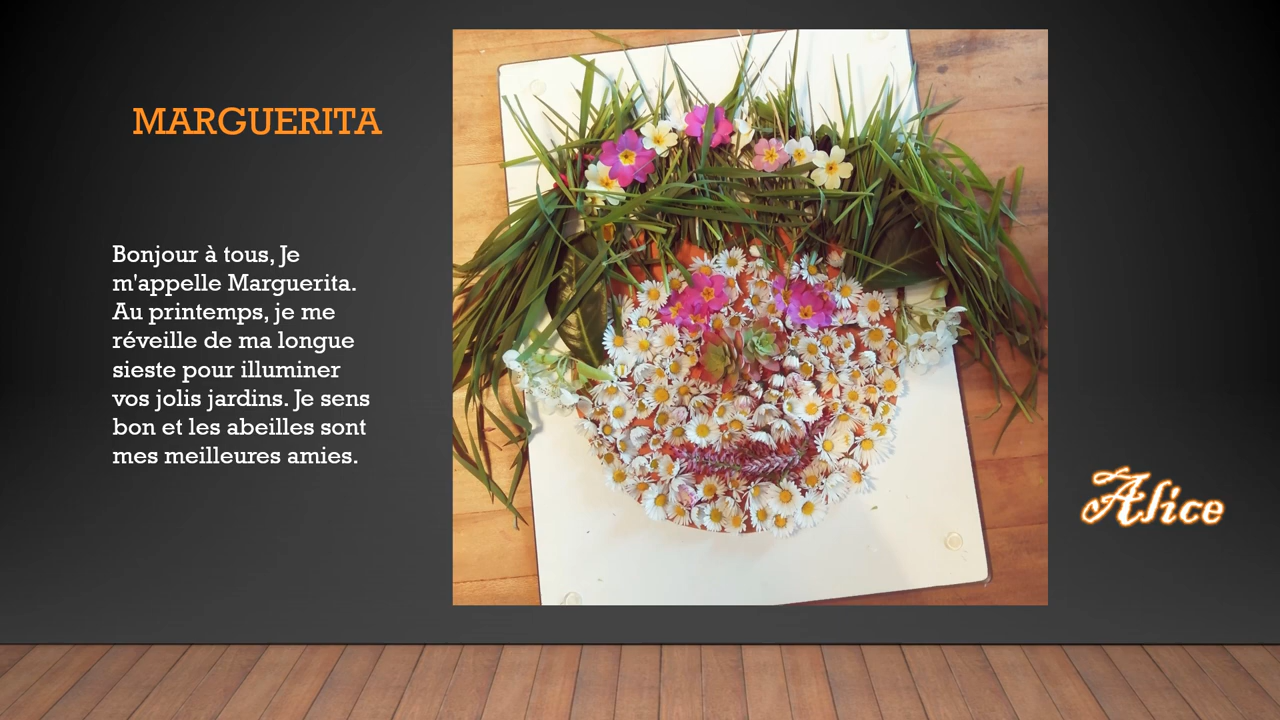 MARGUERITA
Bonjour à tous, Je
m'appelle Marguerita.
Au printemps, je me
réveille de ma longue
sieste pour illuminer
vos jolis jardins. Je sens
bon et les abeilles sont
mes meilleures amies.
Alice